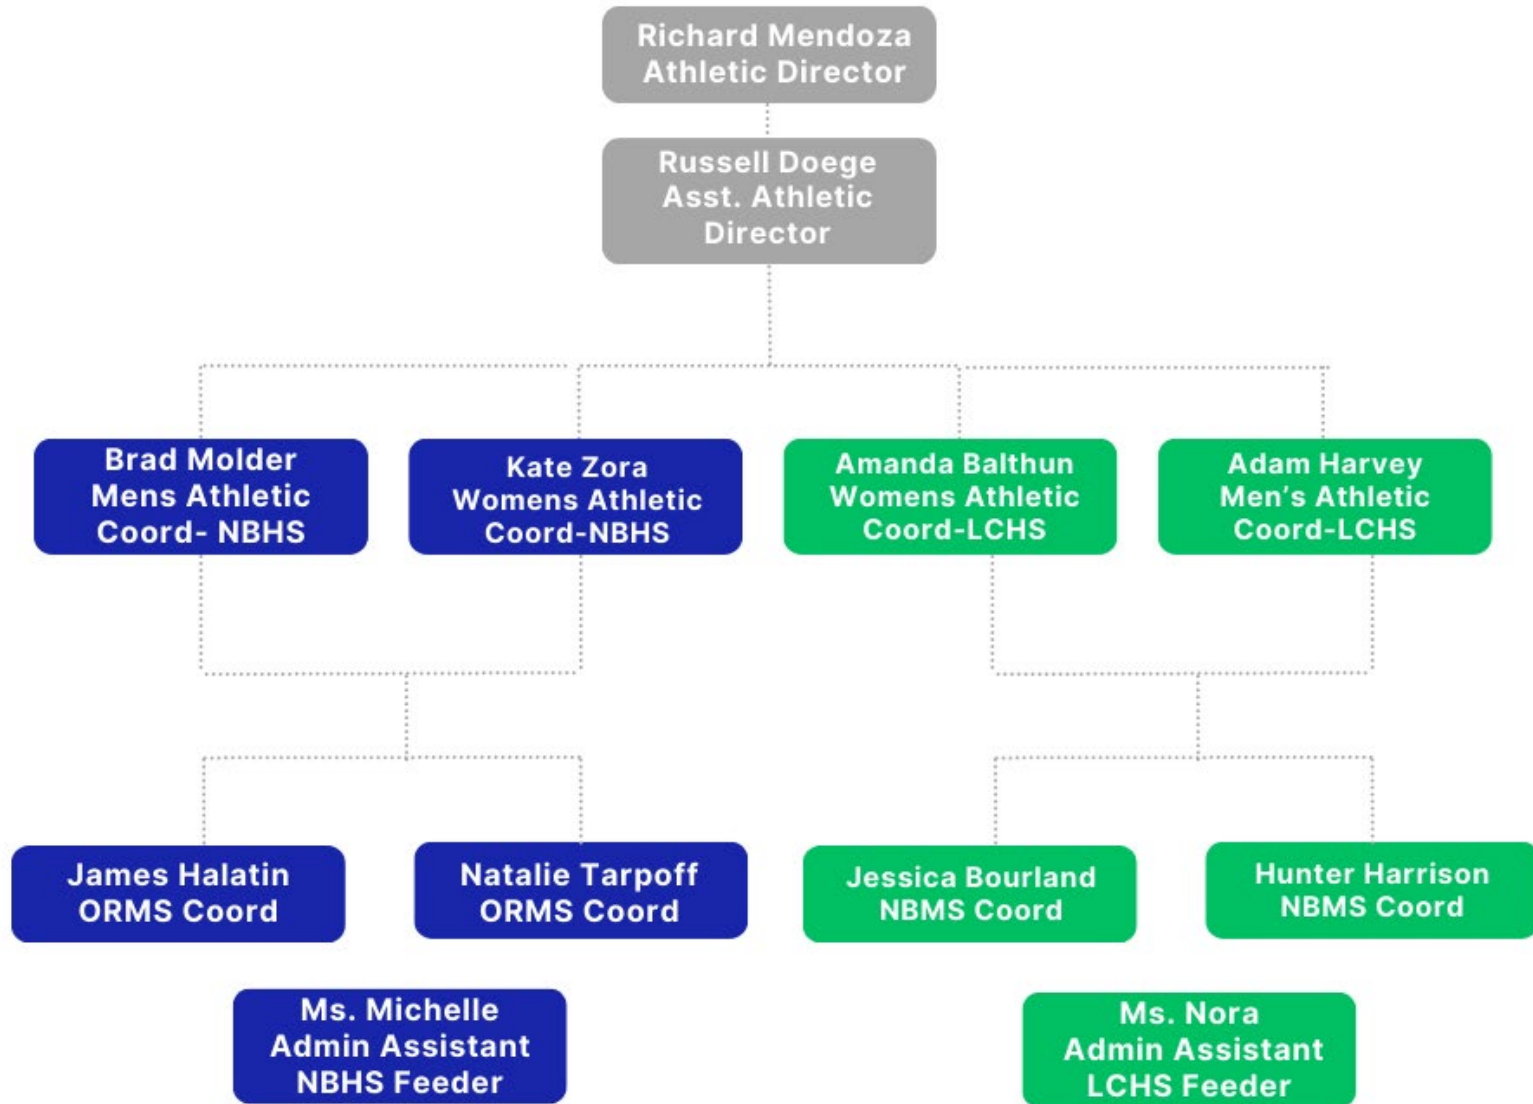 Richard Mendoza
Athletic Director
Russell Doege
Asst. Athletic
Director
Brad Molder
Mens Athletic
Coord- NBHS
Kate Zora
Womens Athletic
Coord-NBHS
Amanda Balthun
Womens Athletic
Coord-LCHS
Adam Harvey
Men's Athletic
Coord-LCHS
James Halatin
ORMS Coord
Natalie Tarpoff
ORMS Coord
Jessica Bourland
NBMS Coord
Hunter Harrison
NBMS Coord
Ms. Michelle
Admin Assistant
NBHS Feeder
Ms. Nora
Admin Assistant
LCHS Feeder